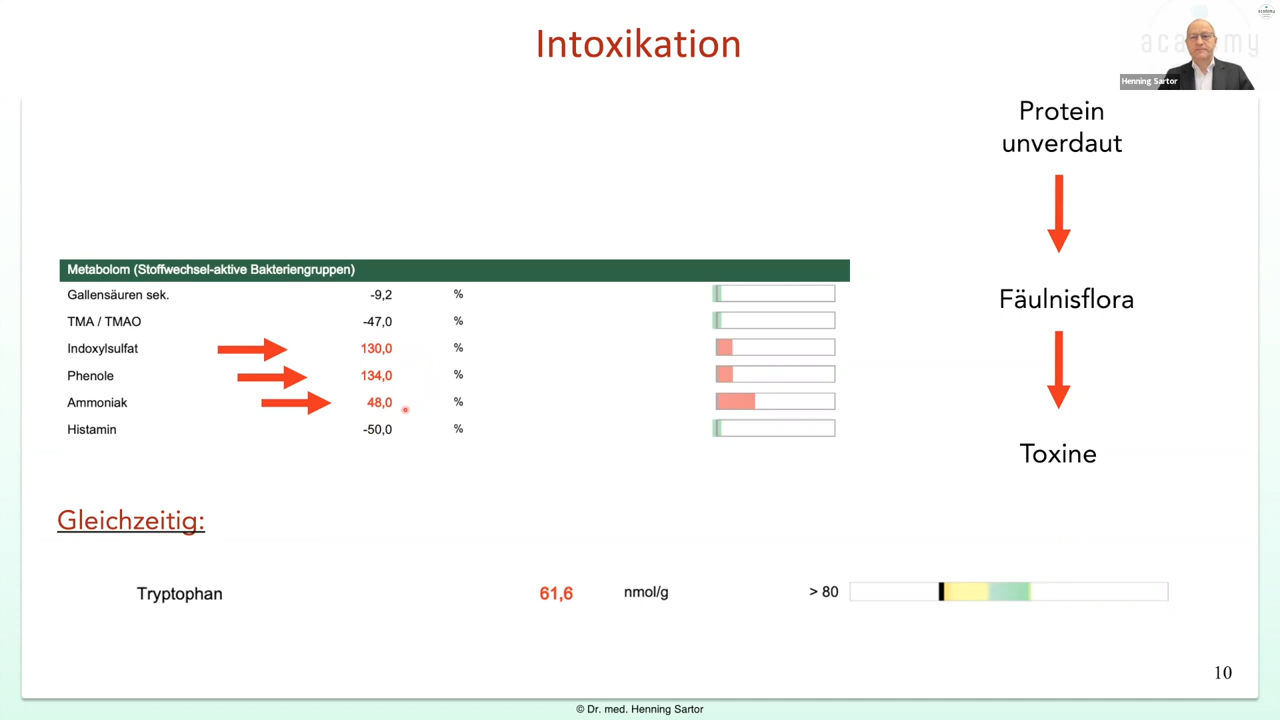 Intoxikation
academy
Henning Sartor
Protein
unverdaut
Metabolom (Stoffwechsel-aktive Bakteriengruppen)
Gallensäuren sek. -9,2 %
TMA / TMAO -47,0 %
Indoxylsulfat 130,0 %
Phenole 134,0 %
Ammoniak 48,0 %
Histamin -50,0 %
Fäulnisflora
Toxine
Gleichzeitig:
Tryptophan 61,6 nmol/g > 80
10
© Dr. med. Henning Sartor